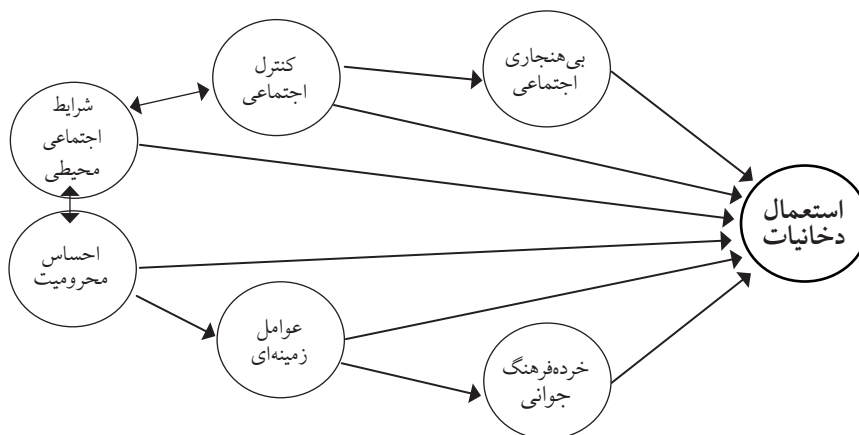 بی‌هنجاری
اجتماعی
کنترل
اجتماعی
شرایط
اجتماعی
محیطی
استعمال
دخانیات
احساس
محرومیت
عوامل
زمینه‌ای
خرده‌فرهنگ
جوانی